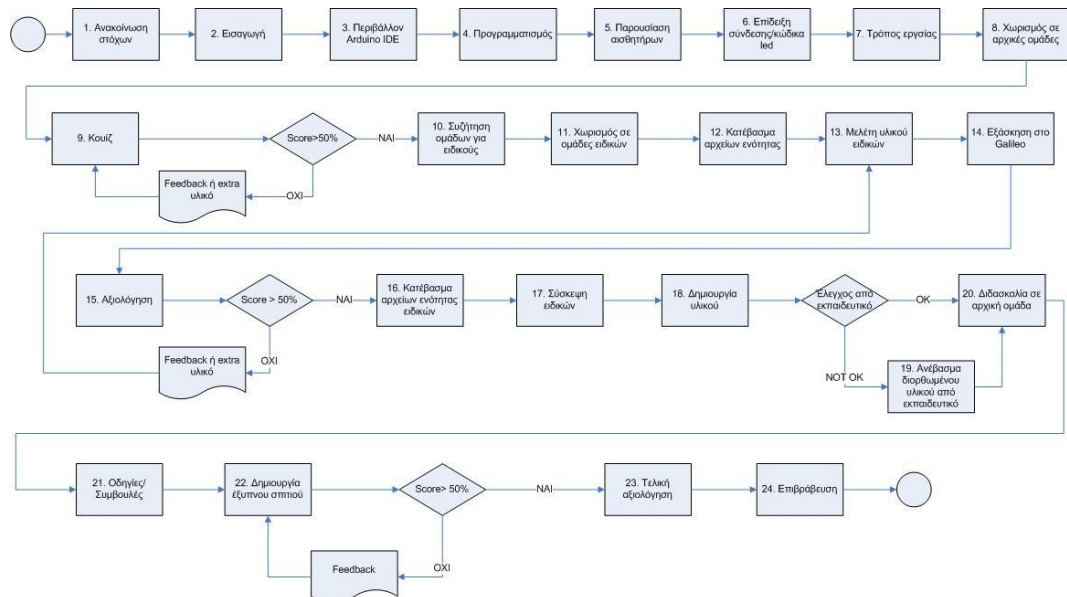 1. Ανακοίνωση
στόχων
2. Εισαγωγή
3. Περιβάλλον
Arduino IDE
4. Προγραμματισμός
5. Παρουσίαση
αισθητήρων
6. Επίδειξη
σύνδεσης/κώδικα
led
7. Τρόπος εργσίας
8. Χωρισμός σε
αρχικές ομάδες
9. Κουίζ
Score>50%
ΝΑΙ
10. Συζήτηση
ομάδων για
ειδικούς
11. Χωρισμός σε
ομάδες ειδικών
12. Κατέβασμα
αρχείων ενότητας
13. Μελέτη υλικού
ειδικών
14. Εξάσκηση στο
Galileo
Feedback ή extra
υλικό
ΟΧΙ
15. Αξιολόγηση
Score > 50%
ΝΑΙ
16. Κατέβασμα
αρχείων ενότητας
ειδικών
17. Σύσκεψη
ειδικών
18. Δημιουργία
υλικού
Έλεγχος από
εκπαιδευτικό
OK
20. Διδασκαλία σε
αρχική ομάδα
Feedback ή extra
υλικό
ΟΧΙ
NOT OK
19. Ανέβασμα
διορθωμένου
υλικού από
εκπαιδευτικό
21. Οδηγίες/
Συμβουλές
22. Δημιουργία
έξυπνου σπιτιού
Score> 50%
ΝΑΙ
23. Τελική
αξιολόγηση
24. Επιβράβευση
Feedback
ΟΧΙ